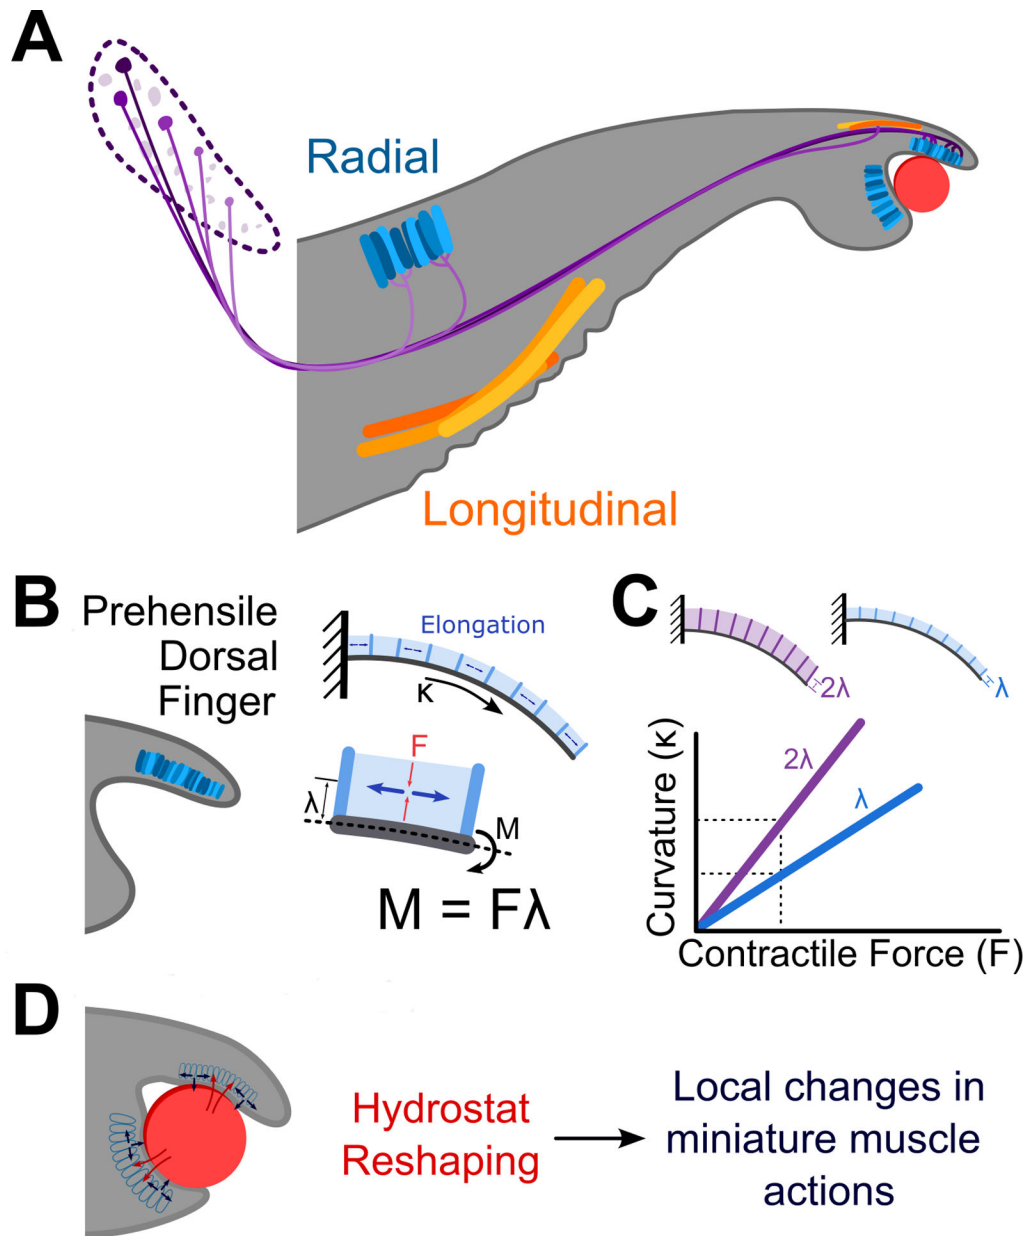 A
Radial
Longitudinal
B
Prehensile
Dorsal
Finger
Elongation
κ
F
λ
M
M = Fλ
C
2λ
λ
2λ
λ
Curvature (κ)
Contractile Force (F)
D
Hydrostat
Reshaping
Local changes in
miniature muscle
actions